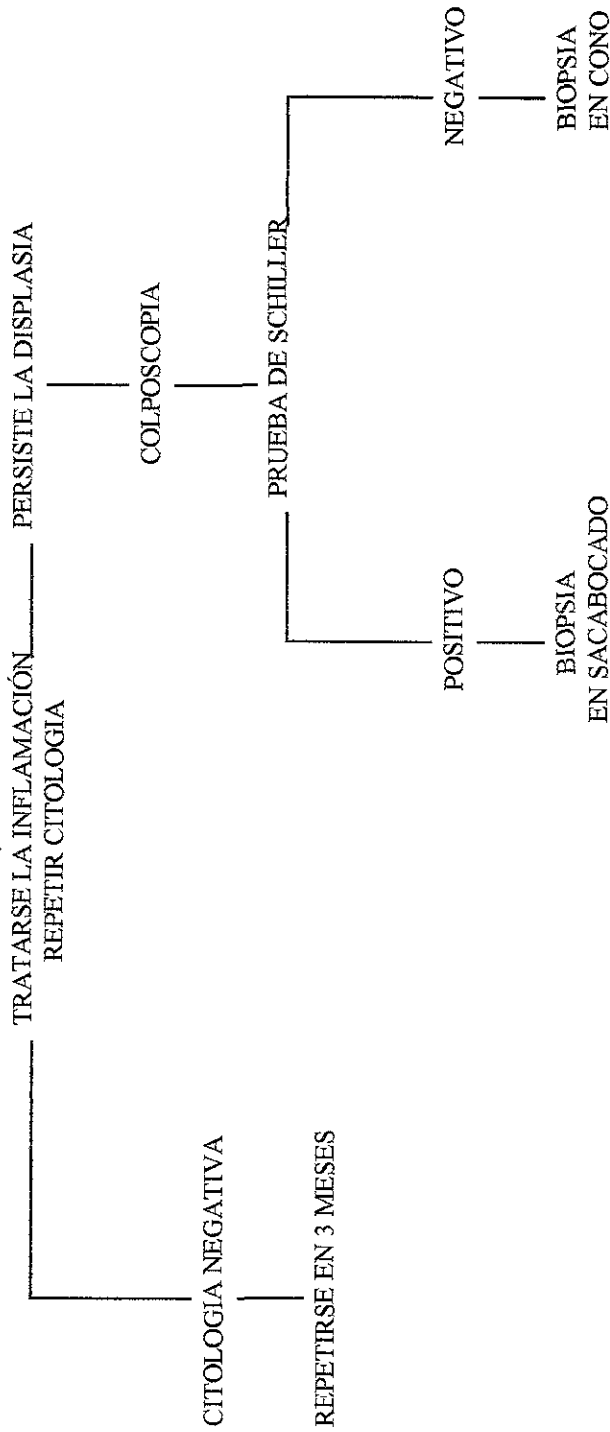 TRATARSE LA INFLAMACIÓN
REPETIR CITOLOGIA
PERSISTE LA DISPLASIA
CITOLOGIA NEGATIVA
REPETIRSE EN 3 MESES
COLPOSCOPIA
PRUEBA DE SCHILLER
POSITIVO
BIOPSIA
EN SACABOCADO
NEGATIVO
BIOPSIA
EN CONO